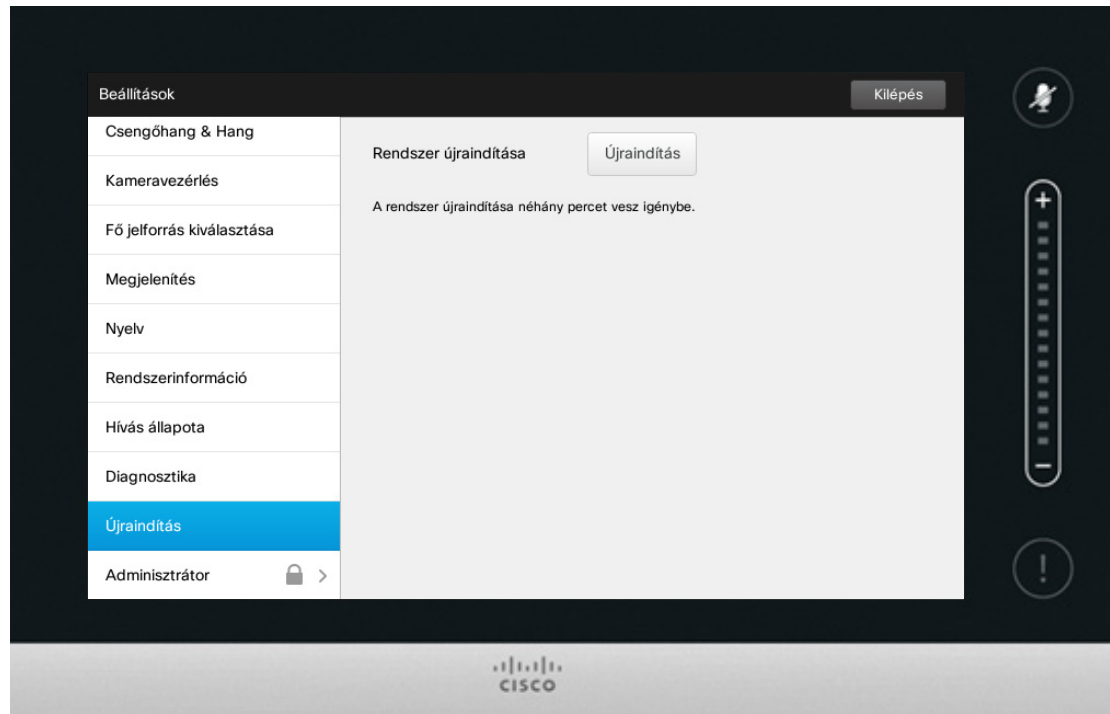 Beállítások
Kilépés
Csengőhang & Hang
Kameravezérlés
Fő jelforrás kiválasztása
Megjelenítés
Nyelv
Rendszerinformáció
Hívás állapota
Diagnosztika
Újraindítás
Adminisztrátor
Rendszer újraindítása
Újraindítás
A rendszer újraindítása néhány percet vesz igénybe.
+
−
!
CISCO